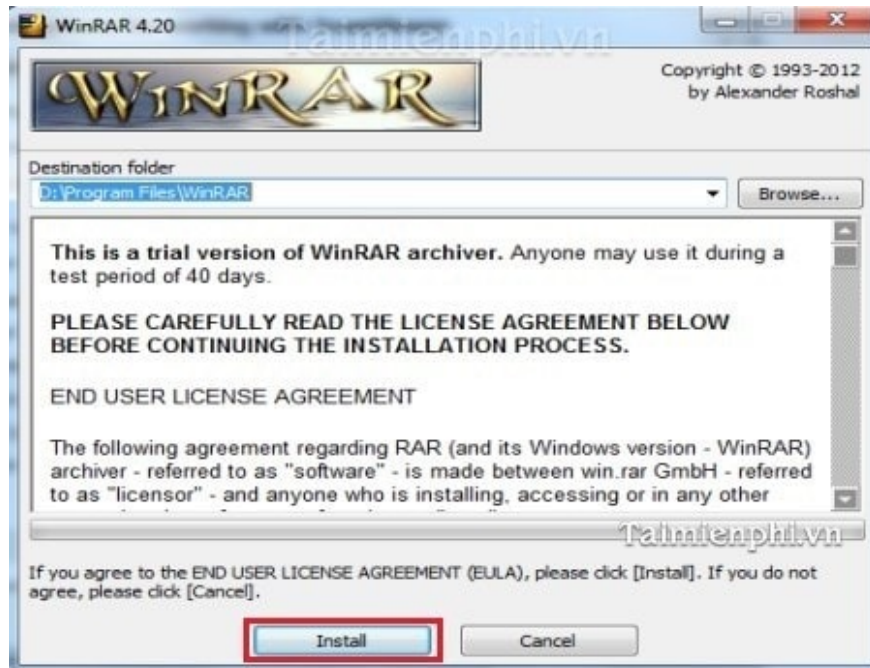 WinRAR 4.20
Taimienphi.vn
WINRAR
Copyright © 1993-2012
by Alexander Roshal
Destination folder
D:\Program Files\WinRAR
Browse...
This is a trial version of WinRAR archiver. Anyone may use it during a
test period of 40 days.
PLEASE CAREFULLY READ THE LICENSE AGREEMENT BELOW
BEFORE CONTINUING THE INSTALLATION PROCESS.
END USER LICENSE AGREEMENT
The following agreement regarding RAR (and its Windows version - WinRAR)
archiver - referred to as "software" - is made between win.rar GmbH - referred
to as "licensor" - and anyone who is installing, accessing or in any other
Taimienphi.vn
If you agree to the END USER LICENSE AGREEMENT (EULA), please click [Install]. If you do not
agree, please click [Cancel].
Install
Cancel